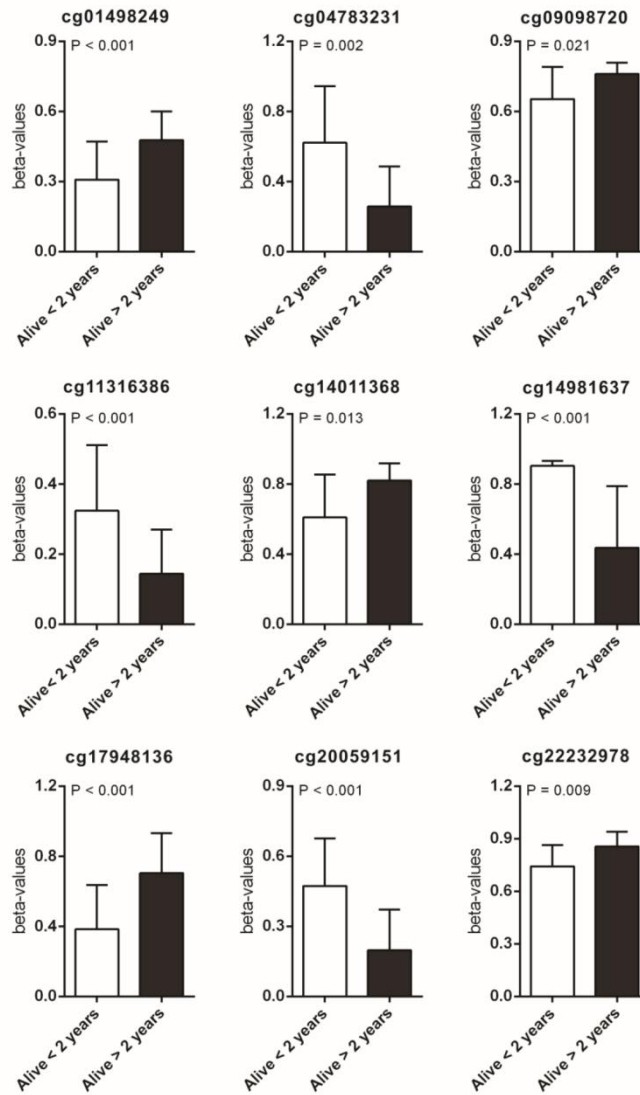 cg01498249
P < 0.001
beta-values
0.9
0.6
0.3
0.0
Alive < 2 years
Alive > 2 years
cg04783231
P = 0.002
beta-values
1.2
0.8
0.4
0.0
Alive < 2 years
Alive > 2 years
cg09098720
P = 0.021
beta-values
0.9
0.6
0.3
0.0
Alive < 2 years
Alive > 2 years
cg11316386
P < 0.001
beta-values
0.6
0.4
0.2
0.0
Alive < 2 years
Alive > 2 years
cg14011368
P = 0.013
beta-values
1.2
0.8
0.4
0.0
Alive < 2 years
Alive > 2 years
cg14981637
P < 0.001
beta-values
1.2
0.8
0.4
0.0
Alive < 2 years
Alive > 2 years
cg17948136
P < 0.001
beta-values
1.2
0.8
0.4
0.0
Alive < 2 years
Alive > 2 years
cg20059151
P < 0.001
beta-values
0.9
0.6
0.3
0.0
Alive < 2 years
Alive > 2 years
cg22232978
P = 0.009
beta-values
1.2
0.9
0.6
0.3
0.0
Alive < 2 years
Alive > 2 years